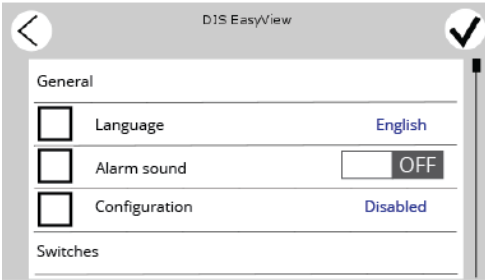 DIS EasyView
General
Language English
Alarm sound OFF
Configuration Disabled
Switches